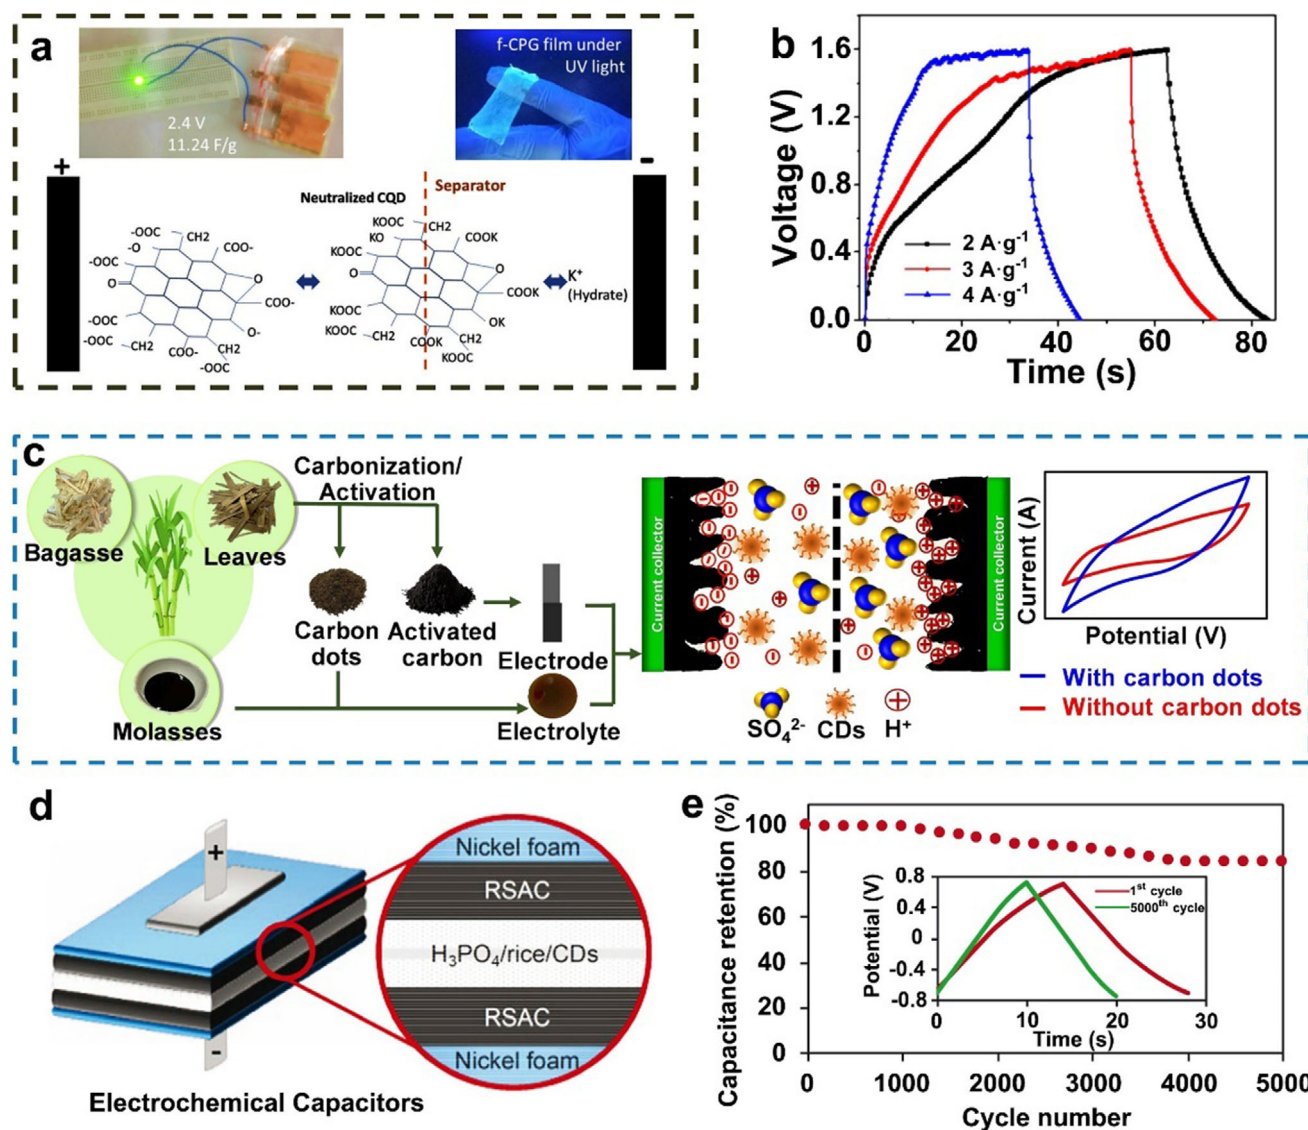 a
2.4 V
11.24 F/g
f-CPG film under
UV light
+
-
Neutralized CQD
Separator
-OOC
CH2
COO-
-O
-OOC
O
O
COO-
-OOC
O-
-OOC
CH2
COO-
CH2
-OOC
KOOC
CH2
KO
COOK
KOOC
O
O
COOK
KOOC
OK
KOOC
CH2
COOK
CH2
KOOC
K⁺
(Hydrate)
b
Voltage (V)
1.6
1.2
0.8
0.4
0.0
2 A·g⁻¹
3 A·g⁻¹
4 A·g⁻¹
0 20 40 60 80
Time (s)
c
Bagasse
Leaves
Molasses
Carbonization/
Activation
Carbon
dots
Activated
carbon
Electrode
Electrolyte
Current collector
Current collector
SO₄²⁻ CDs H⁺
Current (A)
Potential (V)
With carbon dots
Without carbon dots
d
+
-
Nickel foam
RSAC
H₃PO₄/rice/CDs
RSAC
Nickel foam
Electrochemical Capacitors
e
Capacitance retention (%)
100
80
60
40
20
0
0 1000 2000 3000 4000 5000
Cycle number
Potential (V)
0.8
0.4
0
-0.4
-0.8
1ˢᵗ cycle
5000ᵗʰ cycle
0 10 20 30
Time (s)